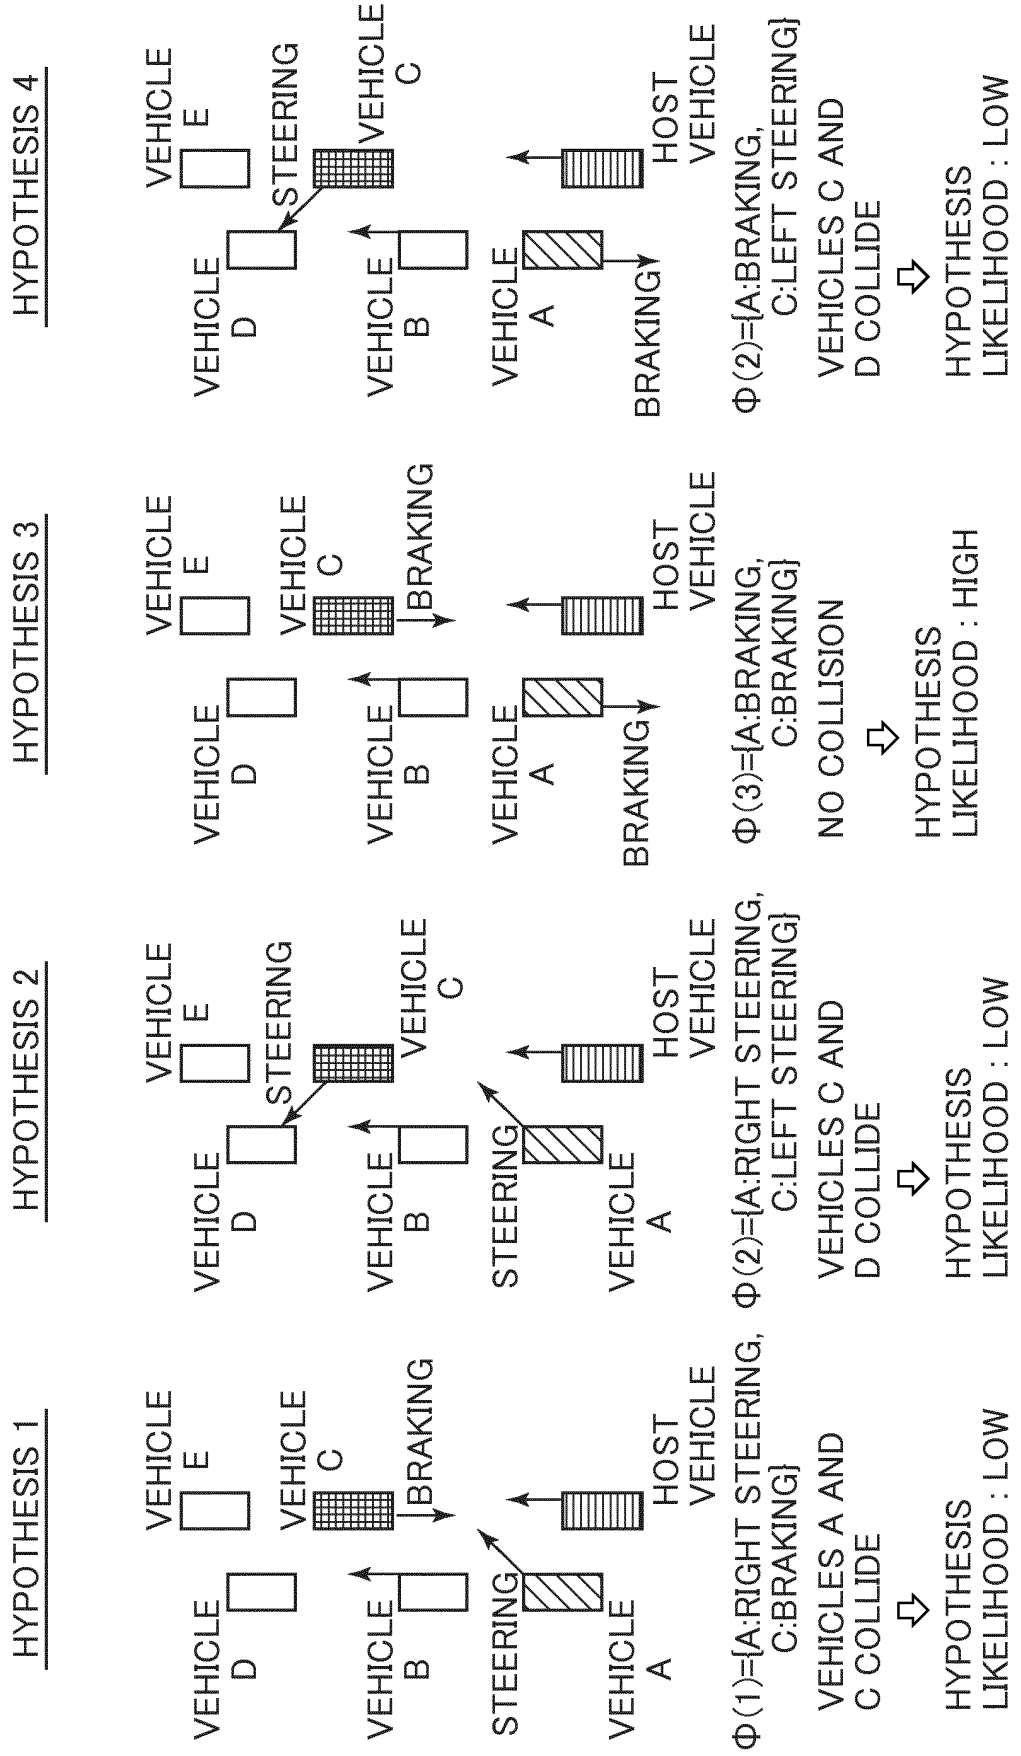 HYPOTHESIS 1
VEHICLE
E
VEHICLE
D
VEHICLE
C
VEHICLE
B
BRAKING
STEERING
VEHICLE
A
HOST
VEHICLE
Φ(1)={A:RIGHT STEERING,
C:BRAKING}
VEHICLES A AND
C COLLIDE
HYPOTHESIS
LIKELIHOOD : LOW
HYPOTHESIS 2
VEHICLE
E
VEHICLE
D
STEERING
VEHICLE
B
VEHICLE
C
STEERING
VEHICLE
A
HOST
VEHICLE
Φ(2)={A:RIGHT STEERING,
C:LEFT STEERING}
VEHICLES C AND
D COLLIDE
HYPOTHESIS
LIKELIHOOD : LOW
HYPOTHESIS 3
VEHICLE
E
VEHICLE
D
VEHICLE
C
VEHICLE
B
BRAKING
VEHICLE
A
BRAKING
HOST
VEHICLE
Φ(3)={A:BRAKING,
C:BRAKING}
NO COLLISION
HYPOTHESIS
LIKELIHOOD : HIGH
HYPOTHESIS 4
VEHICLE
E
VEHICLE
D
STEERING
VEHICLE
C
VEHICLE
B
VEHICLE
A
BRAKING
HOST
VEHICLE
Φ(2)={A:BRAKING,
C:LEFT STEERING}
VEHICLES C AND
D COLLIDE
HYPOTHESIS
LIKELIHOOD : LOW